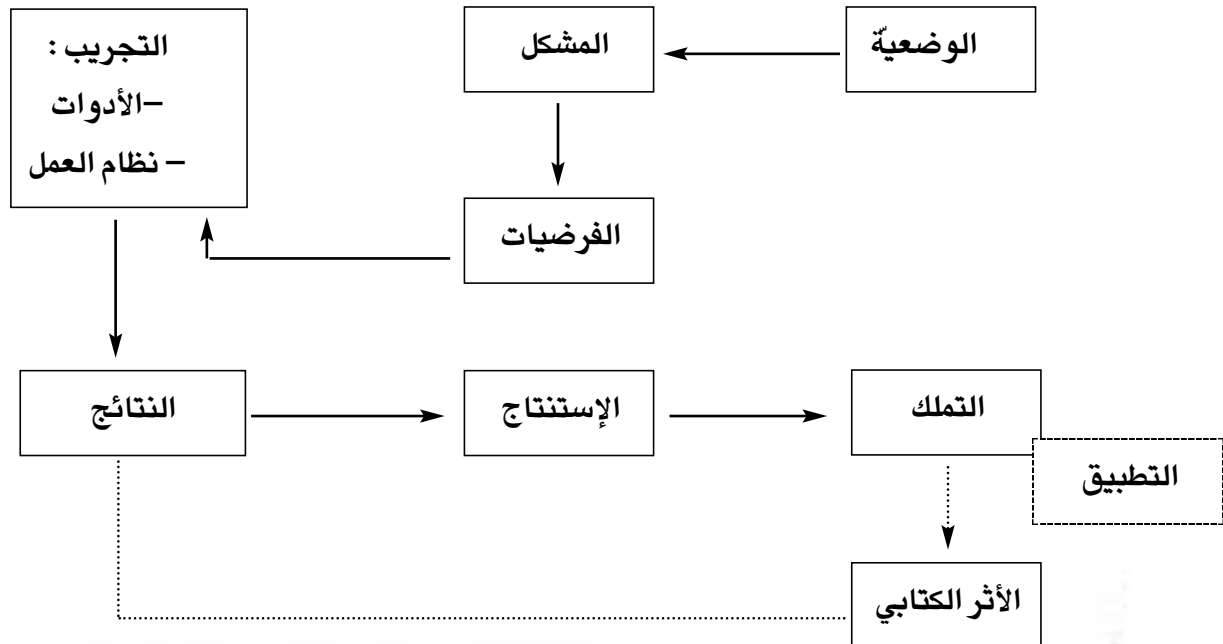 الوضعيّة
المشكل
التجريب :
–الأدوات
– نظام العمل
الفرضيات
النتائج
الإستنتاج
التملك
التطبيق
الأثر الكتابي